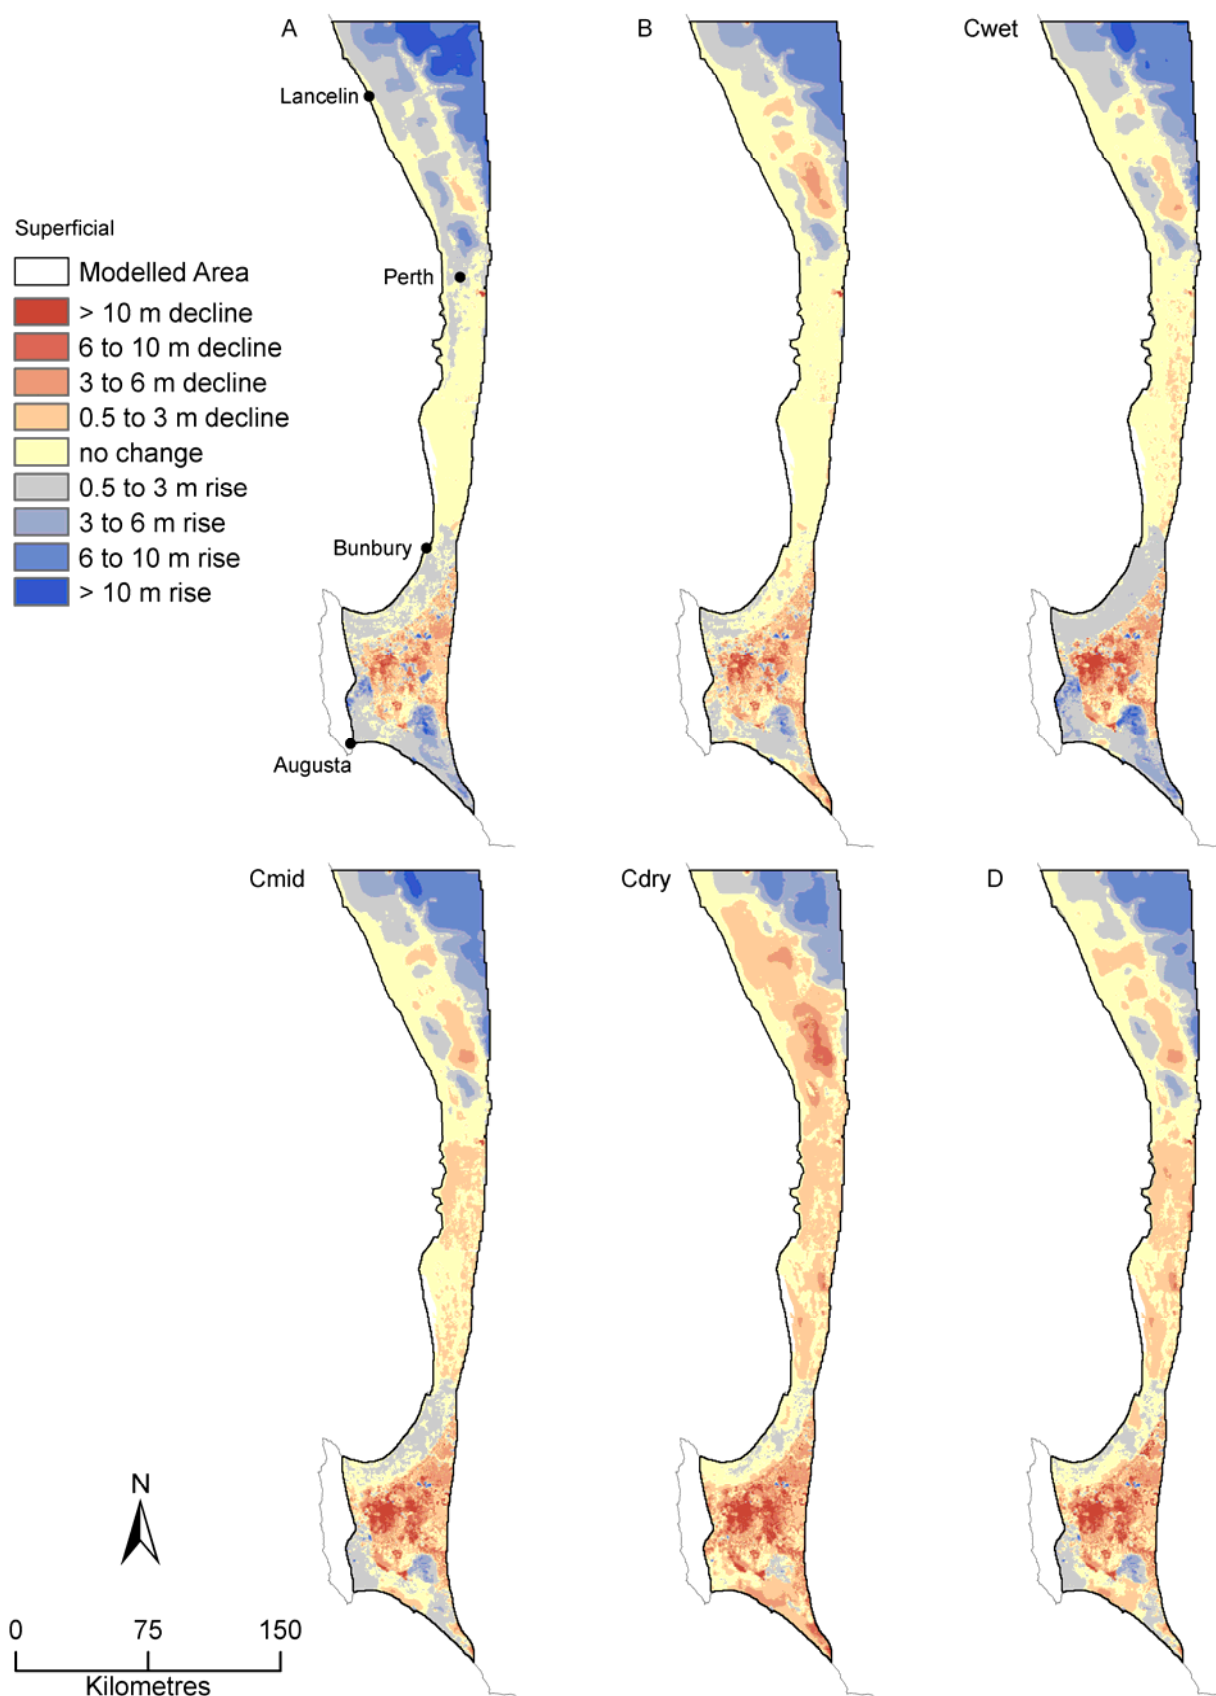 A
B
Cwet
Lancelin
Superficial
Modelled Area
> 10 m decline
6 to 10 m decline
3 to 6 m decline
0.5 to 3 m decline
no change
0.5 to 3 m rise
3 to 6 m rise
6 to 10 m rise
> 10 m rise
Perth
Bunbury
Augusta
Cmid
Cdry
D
N
0 75 150
Kilometres